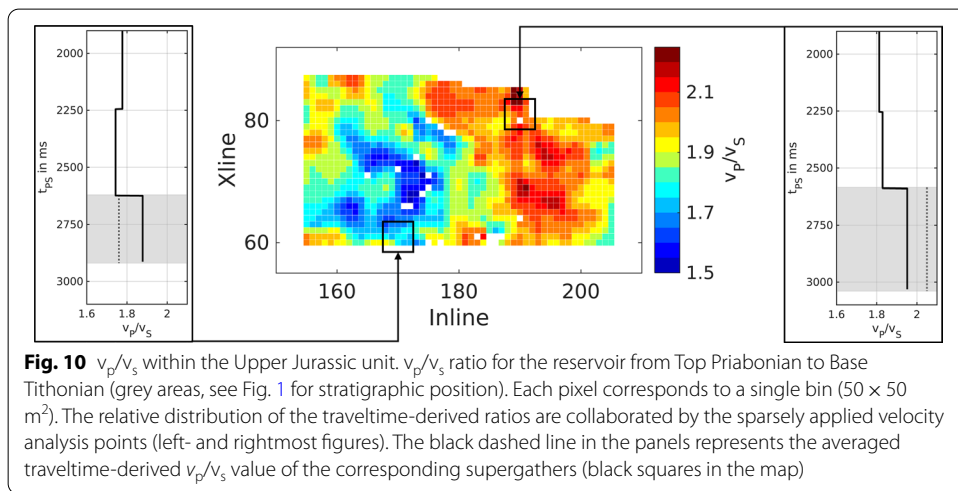 2000
2250
2500
2750
3000
t_PS in ms
1.6 1.8 2
v_P/v_S
80
60
Xline
160 180 200
Inline
2.1
1.9
1.7
1.5
v_P/v_S
2000
2250
2500
2750
3000
t_PS in ms
1.6 1.8 2
v_P/v_S
Fig. 10 v_p/v_s within the Upper Jurassic unit. v_p/v_s ratio for the reservoir from Top Priabonian to Base
Tithonian (grey areas, see Fig. 1 for stratigraphic position). Each pixel corresponds to a single bin (50 × 50
m²). The relative distribution of the traveltime-derived ratios are collaborated by the sparsely applied velocity
analysis points (left- and rightmost figures). The black dashed line in the panels represents the averaged
traveltime-derived v_p/v_s value of the corresponding supergathers (black squares in the map)